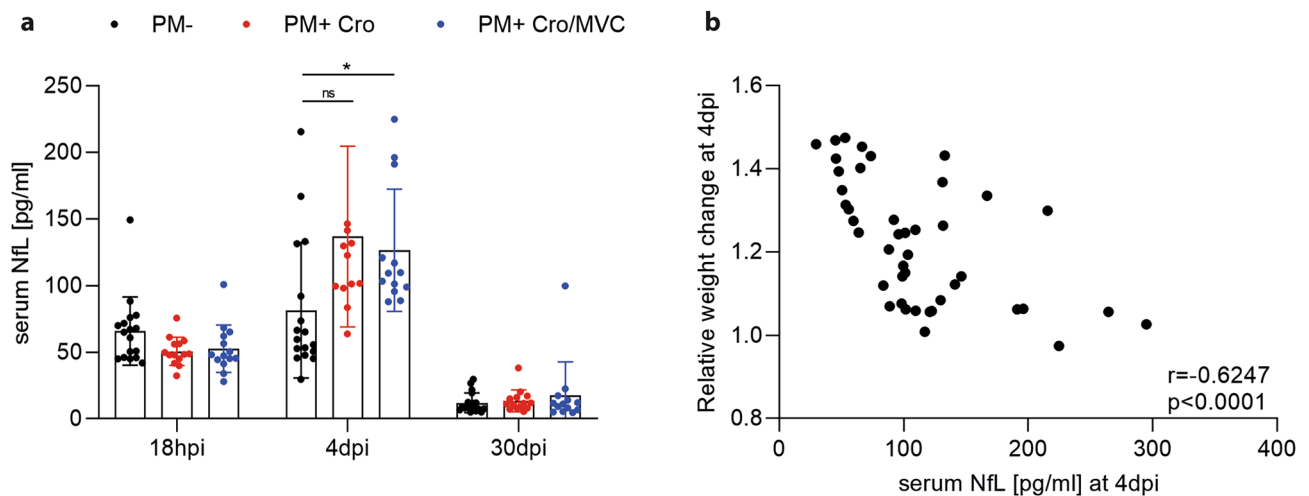 a
PM-
PM+ Cro
PM+ Cro/MVC
250
200
150
100
50
0
serum NfL [pg/ml]
*
ns
18hpi
4dpi
30dpi
b
1.6
1.4
1.2
1.0
0.8
Relative weight change at 4dpi
r=-0.6247
p<0.0001
0
100
200
300
400
serum NfL [pg/ml] at 4dpi